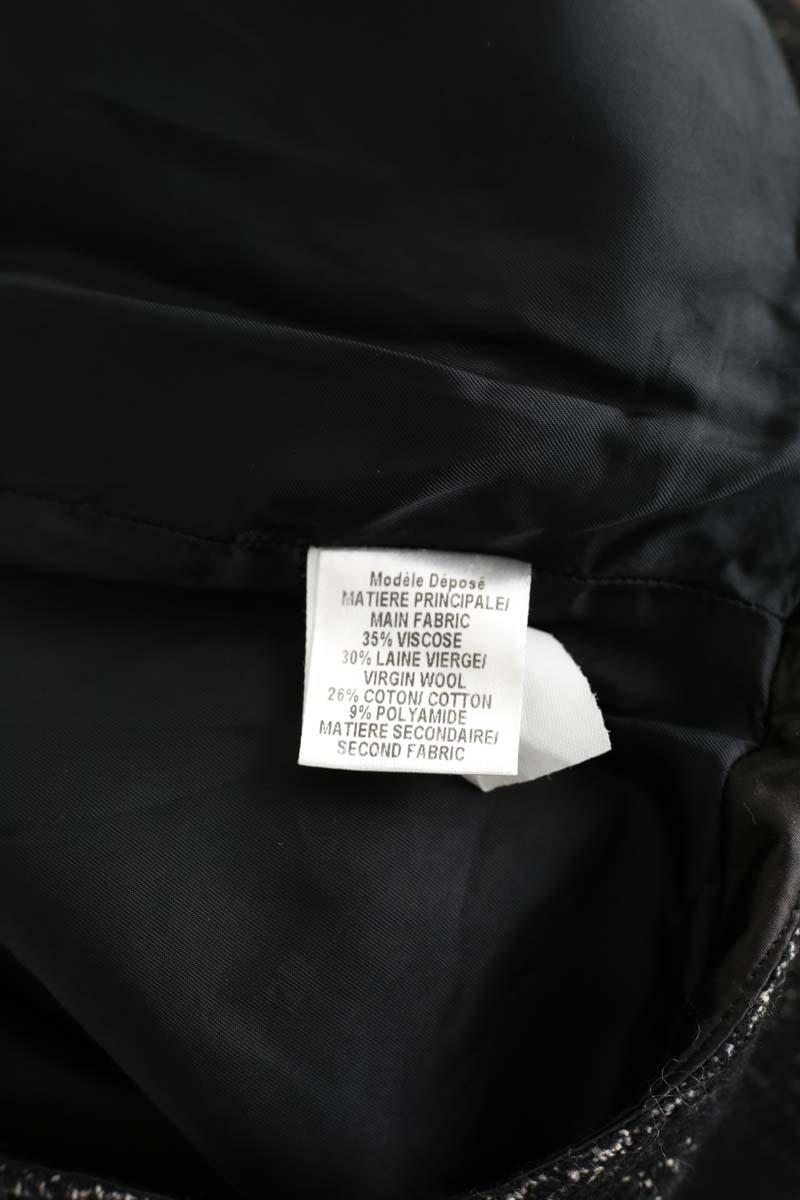 Modèle Déposé
MATIERE PRINCIPALE/
MAIN FABRIC
35% VISCOSE
30% LAINE VIERGE/
VIRGIN WOOL
26% COTON/ COTTON
9% POLYAMIDE
MATIERE SECONDAIRE/
SECOND FABRIC